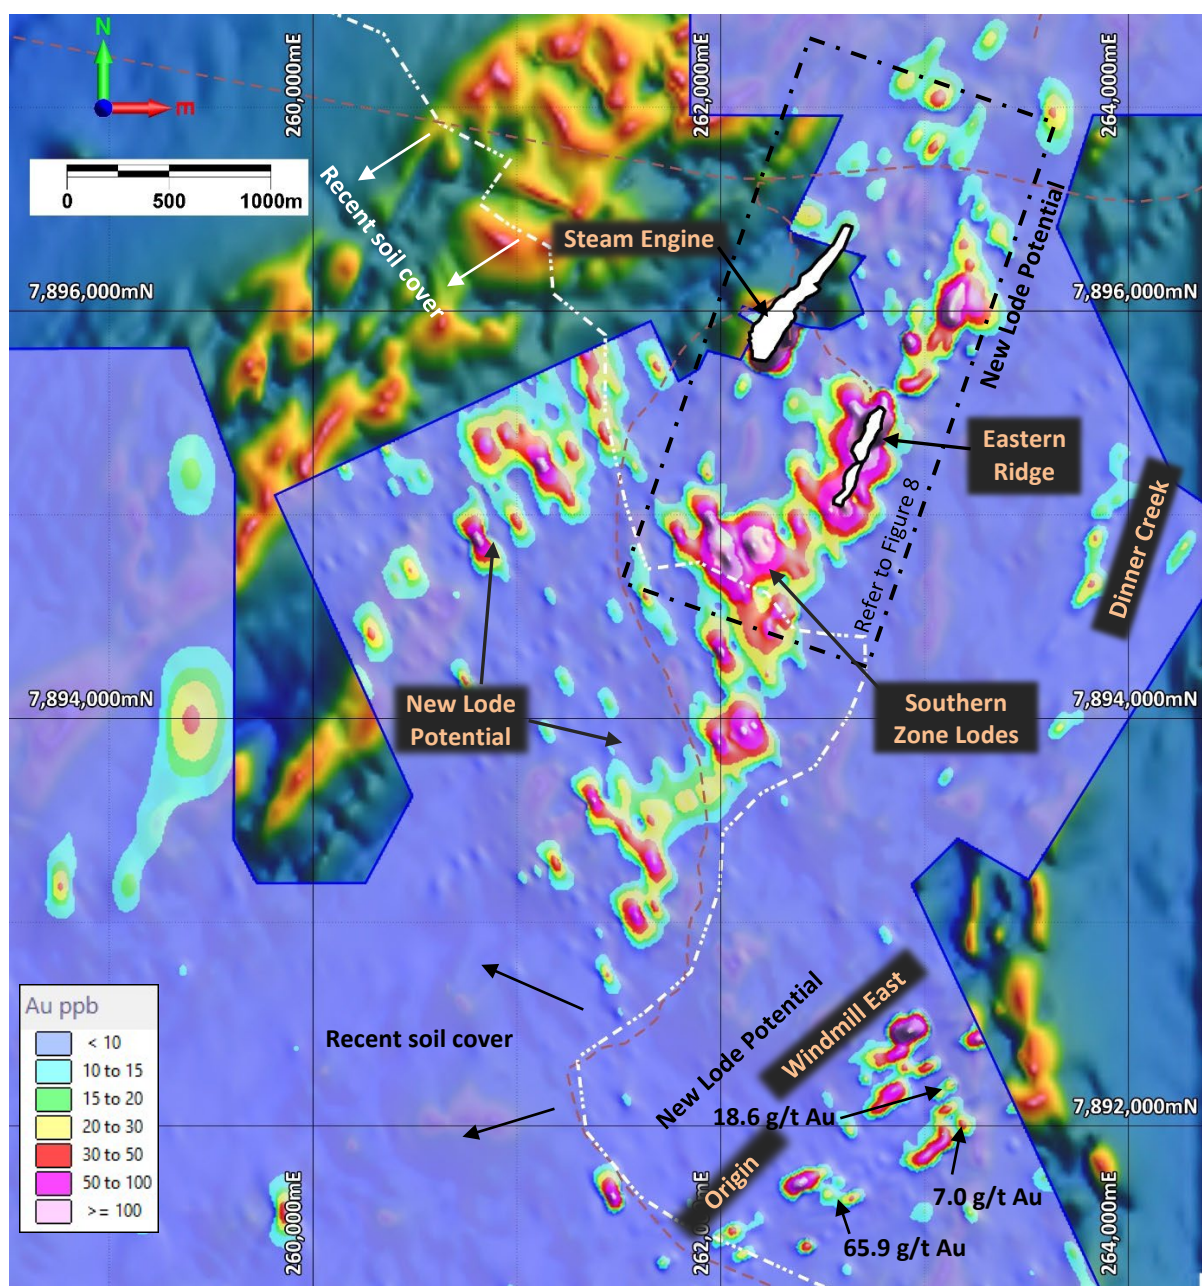 N
E
260,000mE
262,000mE
264,000mE
0 500 1000m
Recent soil cover
Steam Engine
New Lode Potential
7,896,000mN
7,896,000mN
Eastern
Ridge
Refer to Figure 8
Dinner Creek
7,894,000mN
7,894,000mN
New Lode
Potential
Southern
Zone Lodes
Au ppb
< 10
10 to 15
15 to 20
20 to 30
30 to 50
50 to 100
>= 100
Recent soil cover
New Lode Potential
Windmill East
18.6 g/t Au
7,892,000mN
Origin
7.0 g/t Au
65.9 g/t Au
260,000mE
262,000mE
264,000mE